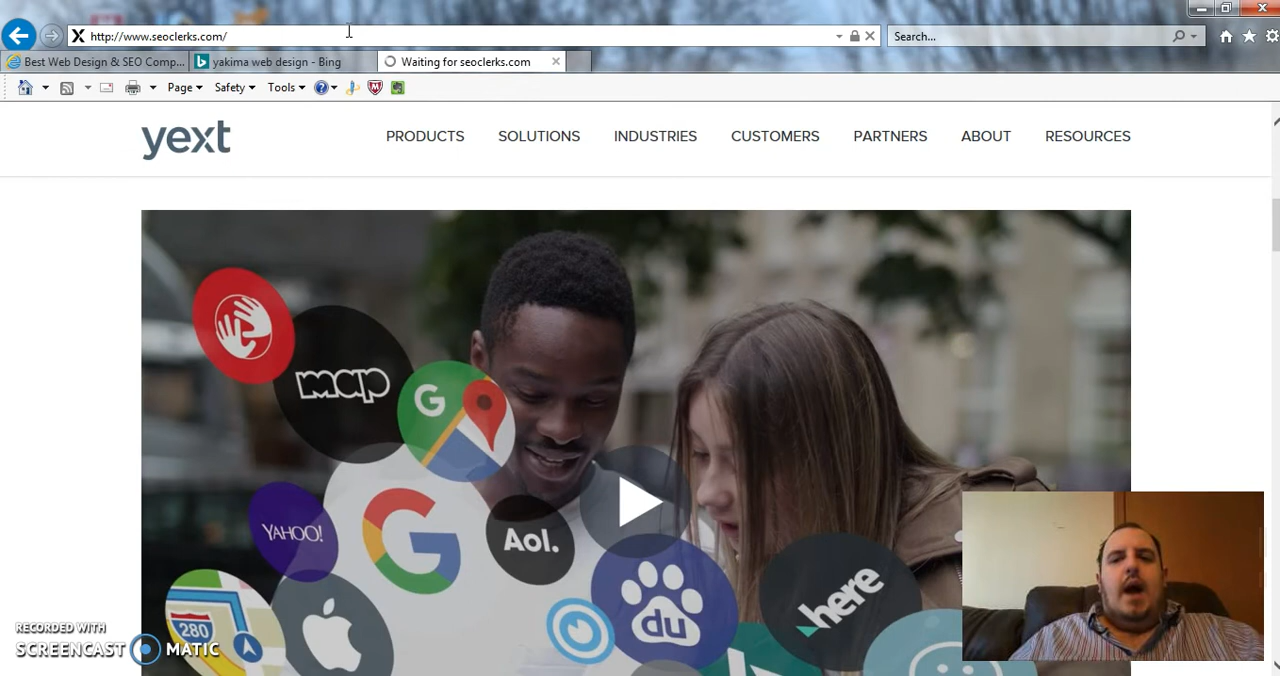 http://www.seoclerks.com/
Search...
Best Web Design & SEO Comp...
yakima web design - Bing
Waiting for seoclerks.com
Page
Safety
Tools
yext
PRODUCTS
SOLUTIONS
INDUSTRIES
CUSTOMERS
PARTNERS
ABOUT
RESOURCES
map
G
YAHOO!
G
Aol.
du
here
280
RECORDED WITH
SCREENCAST MATIC